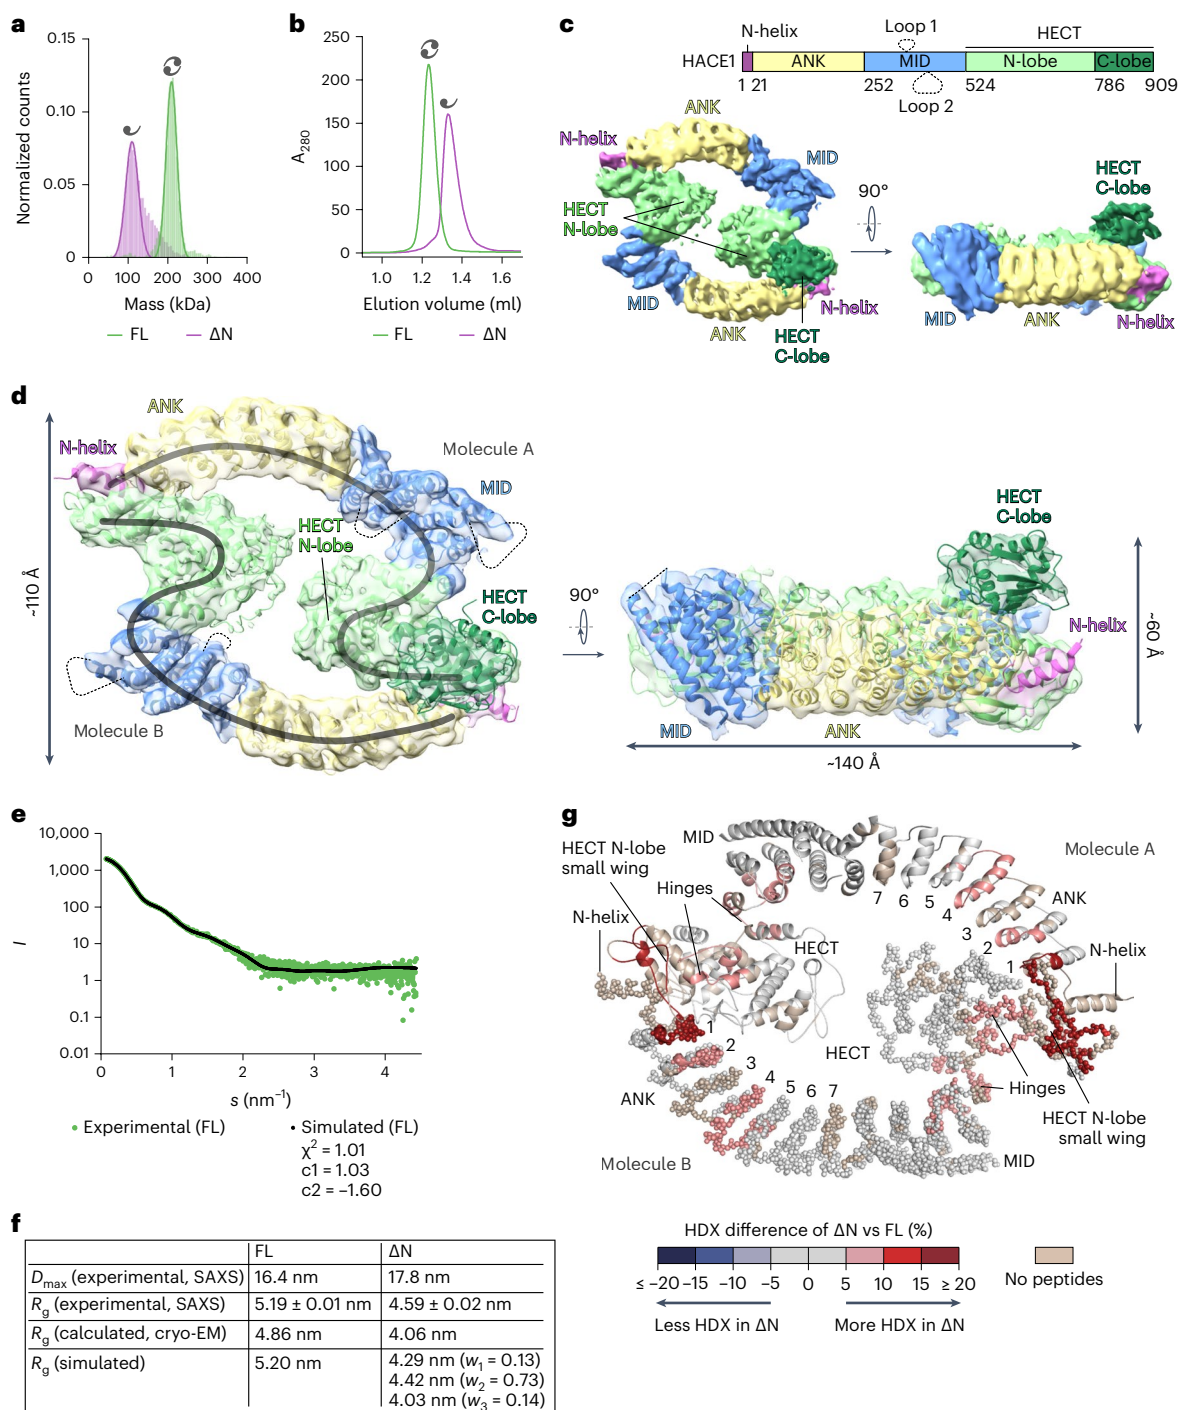 a
0.15
0.10
0.05
0
Normalized counts
0 100 200 300 400
Mass (kDa)
FL ΔN
b
250
200
150
100
50
0
A280
1.0 1.2 1.4 1.6
Elution volume (ml)
FL ΔN
c
Loop 1
N-helix
HECT
HACE1
ANK MID N-lobe C-lobe
1 21 252 524 786 909
Loop 2
ANK
N-helix
MID
HECT
N-lobe
MID
ANK
N-helix
HECT
C-lobe
90°
HECT
C-lobe
MID
ANK
N-helix
d
ANK
N-helix
Molecule A
MID
HECT
N-lobe
HECT
C-lobe
~110 Å
Molecule B
90°
HECT
C-lobe
N-helix
~60 Å
MID
ANK
~140 Å
e
10,000
1,000
100
10
1
0.1
0.01
I
0 1 2 3 4
s (nm⁻¹)
Experimental (FL)
Simulated (FL)
χ² = 1.01
c1 = 1.03
c2 = −1.60
f
FL ΔN
Dmax (experimental, SAXS) 16.4 nm 17.8 nm
Rg (experimental, SAXS) 5.19 ± 0.01 nm 4.59 ± 0.02 nm
Rg (calculated, cryo-EM) 4.86 nm 4.06 nm
Rg (simulated) 5.20 nm 4.29 nm (w1 = 0.13)
4.42 nm (w2 = 0.73)
4.03 nm (w3 = 0.14)
g
HECT N-lobe
small wing
MID
Molecule A
Hinges
7 6 5 4 3 2 1
ANK
N-helix
HECT
N-helix
1 2 3 4 5 6 7
HECT
ANK
Hinges
HECT N-lobe
small wing
Molecule B
MID
HDX difference of ΔN vs FL (%)
≤ −20 −15 −10 −5 0 5 10 15 ≥ 20
No peptides
Less HDX in ΔN
More HDX in ΔN